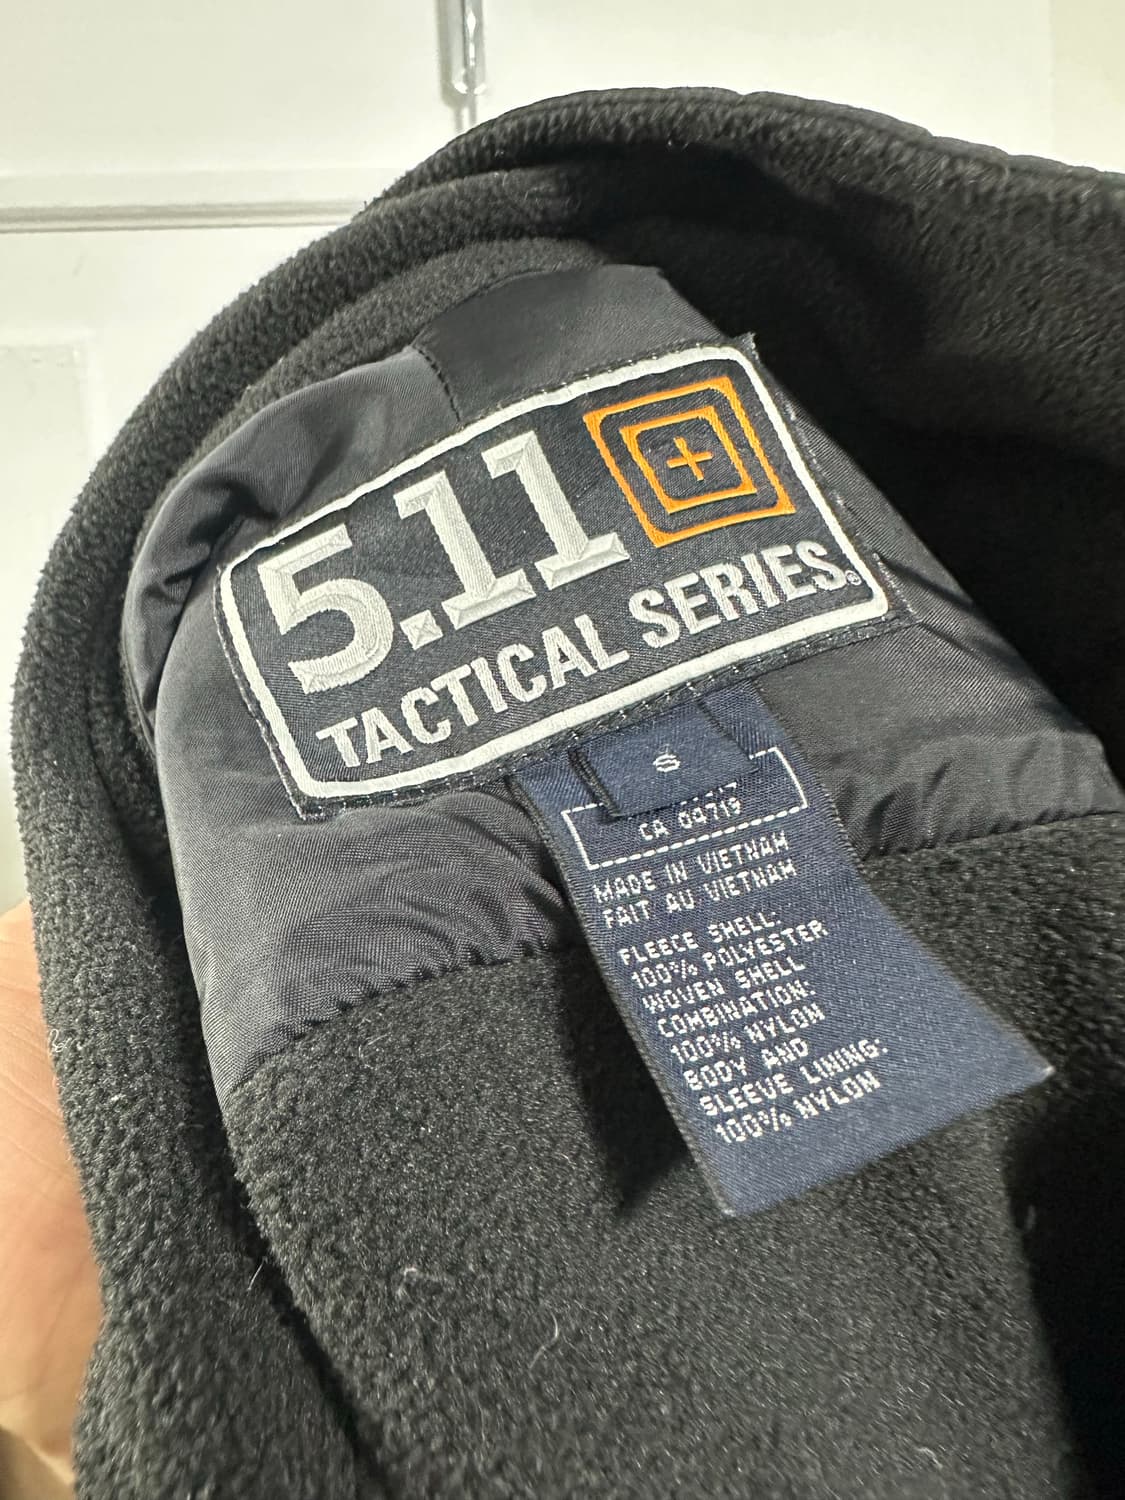 5.11
TACTICAL SERIES®
S
CA 09719
MADE IN VIETNAM
FAIT AU VIETNAM
FLEECE SHELL:
100% POLYESTER
WOVEN SHELL
COMBINATION:
100% NYLON
BODY AND
SLEEVE LINING:
100% NYLON